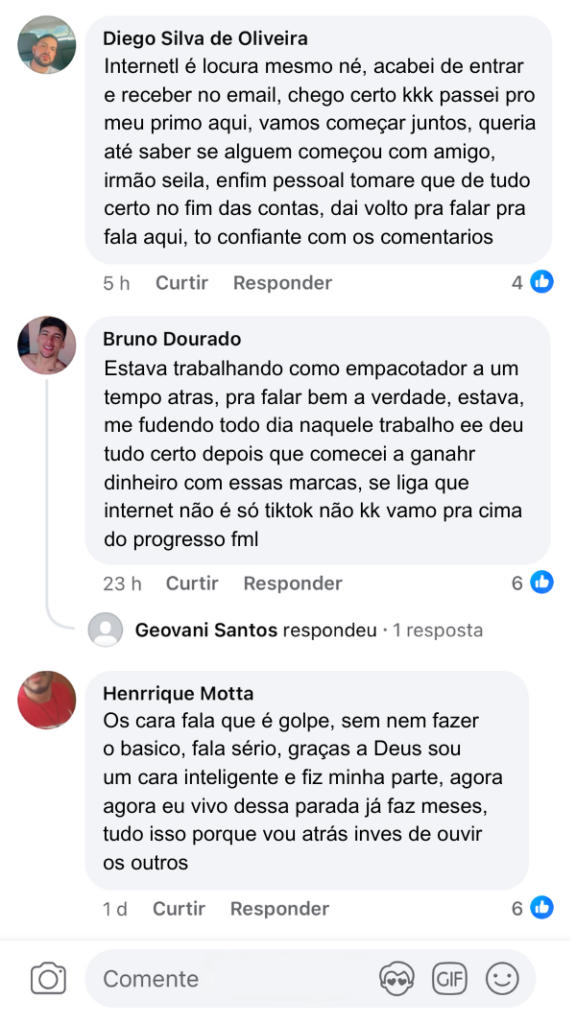 Diego Silva de Oliveira
Internetl é locura mesmo né, acabei de entrar
e receber no email, chego certo kkk passei pro
meu primo aqui, vamos começar juntos, queria
até saber se alguem começou com amigo,
irmão seila, enfim pessoal tomare que de tudo
certo no fim das contas, dai volto pra falar pra
fala aqui, to confiante com os comentarios
5 h Curtir Responder 4
Bruno Dourado
Estava trabalhando como empacotador a um
tempo atras, pra falar bem a verdade, estava,
me fudendo todo dia naquele trabalho ee deu
tudo certo depois que comecei a ganahr
dinheiro com essas marcas, se liga que
internet não é só tiktok não kk vamo pra cima
do progresso fml
23 h Curtir Responder 6
Geovani Santos respondeu · 1 resposta
Henrrique Motta
Os cara fala que é golpe, sem nem fazer
o basico, fala sério, graças a Deus sou
um cara inteligente e fiz minha parte, agora
agora eu vivo dessa parada já faz meses,
tudo isso porque vou atrás inves de ouvir
os outros
1 d Curtir Responder 6
Comente GIF